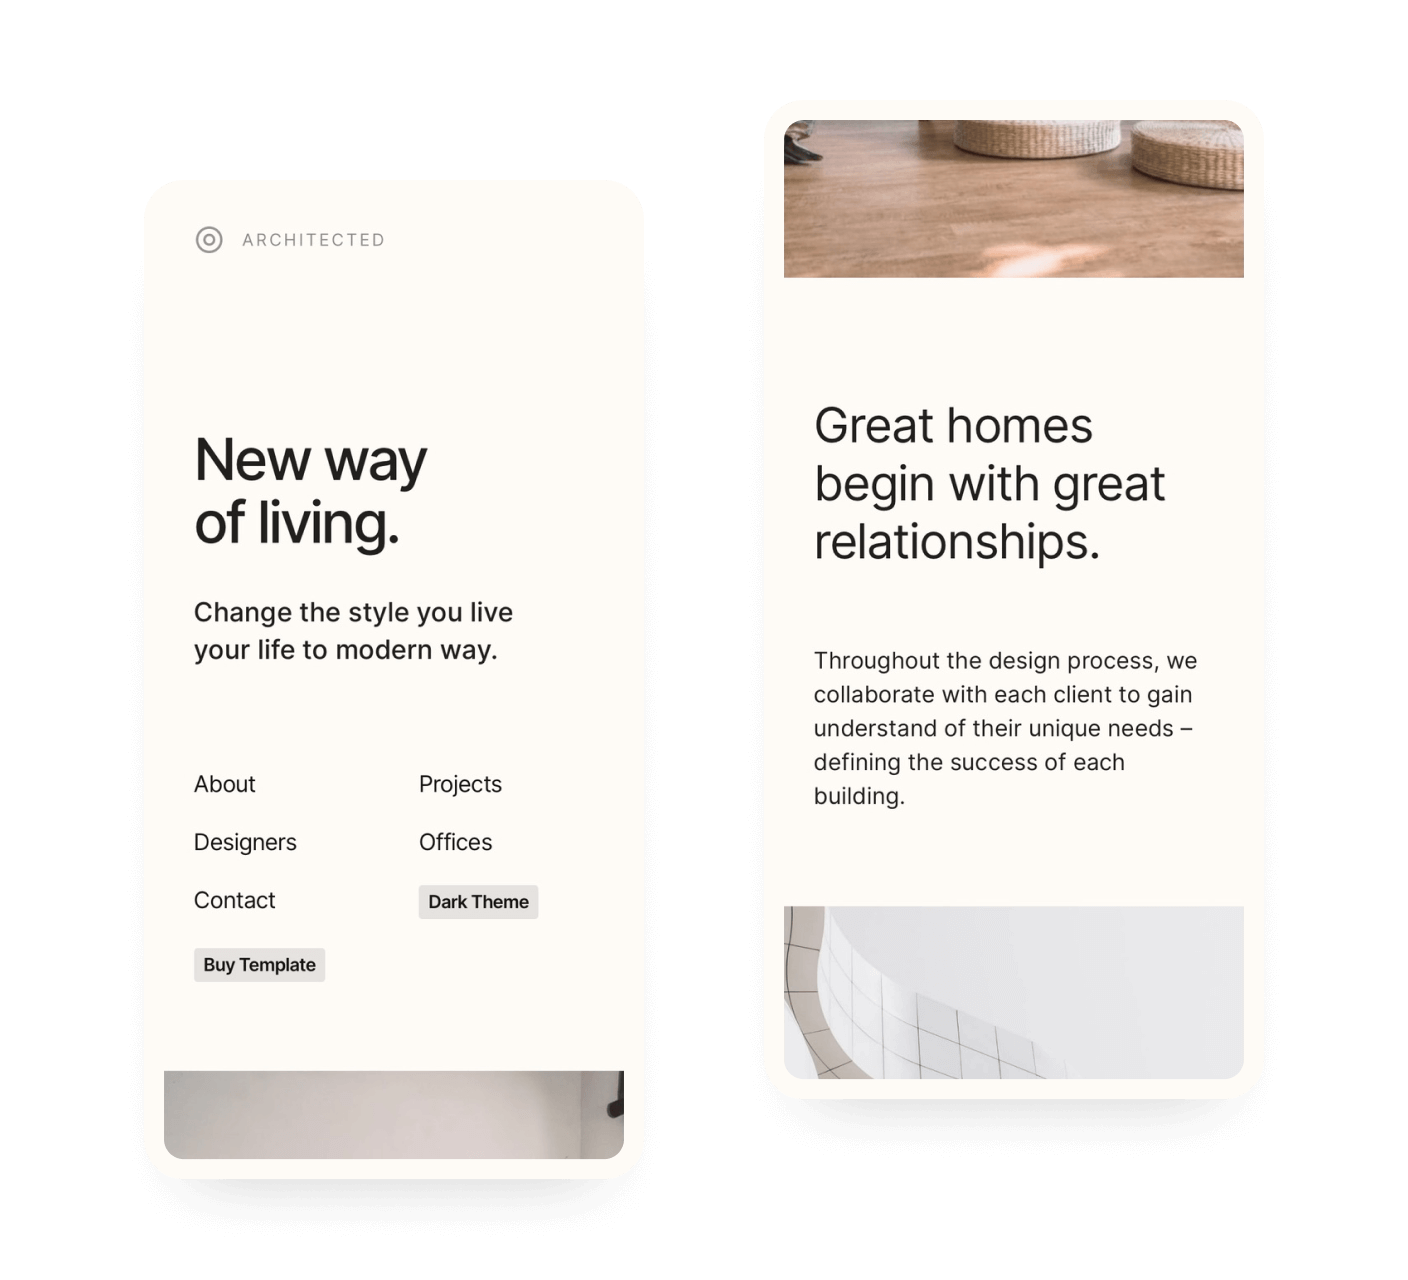 ARCHITECTED
New way
of living.
Change the style you live
your life to modern way.
About
Projects
Designers
Offices
Contact
Dark Theme
Buy Template
Great homes
begin with great
relationships.
Throughout the design process, we
collaborate with each client to gain
understand of their unique needs –
defining the success of each
building.